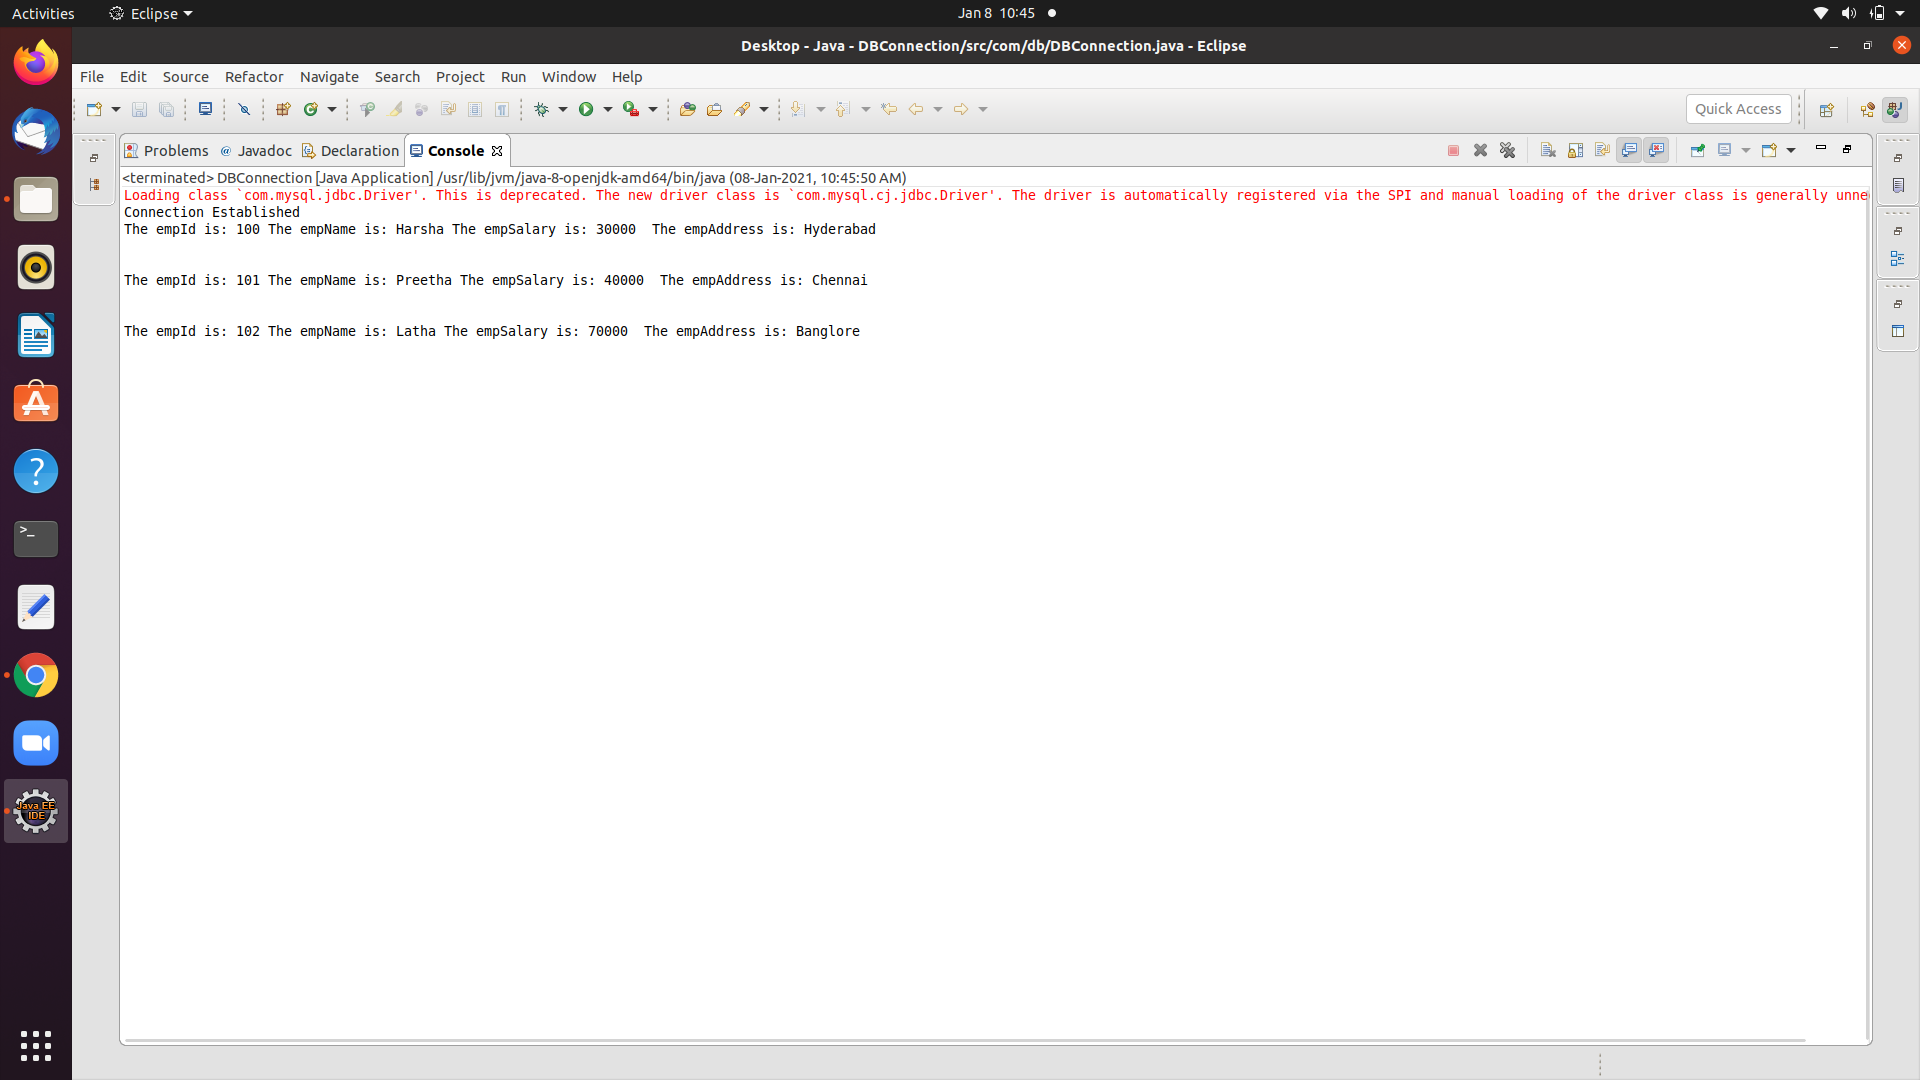 Activities Eclipse Jan 8 10:45
Desktop - Java - DBConnection/src/com/db/DBConnection.java - Eclipse
File Edit Source Refactor Navigate Search Project Run Window Help
Quick Access
Problems @ Javadoc Declaration Console
<terminated> DBConnection [Java Application] /usr/lib/jvm/java-8-openjdk-amd64/bin/java (08-Jan-2021, 10:45:50 AM)
Loading class `com.mysql.jdbc.Driver'. This is deprecated. The new driver class is `com.mysql.cj.jdbc.Driver'. The driver is automatically registered via the SPI and manual loading of the driver class is generally unne
Connection Established
The empId is: 100 The empName is: Harsha The empSalary is: 30000  The empAddress is: Hyderabad
The empId is: 101 The empName is: Preetha The empSalary is: 40000  The empAddress is: Chennai
The empId is: 102 The empName is: Latha The empSalary is: 70000  The empAddress is: Banglore
Java EE
IDE